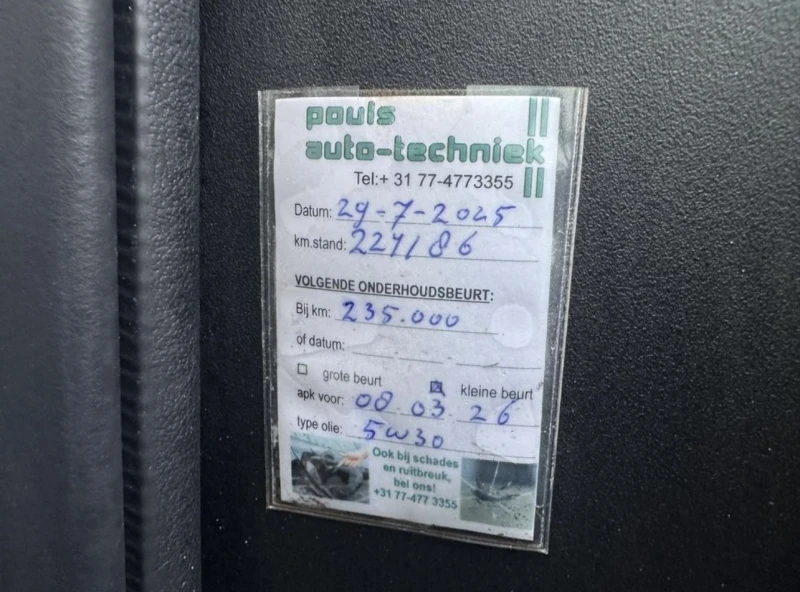 pouls
auto-techniek
Tel:+ 31 77-4773355
Datum: 29-7-2025
km.stand: 227186
VOLGENDE ONDERHOUDSBEURT:
Bij km: 235.000
of datum:
grote beurt kleine beurt
apk voor: 08 03 26
type olie: 5w30
Ook bij schades
en ruitbreuk,
bel ons!
+31 77-477 3355